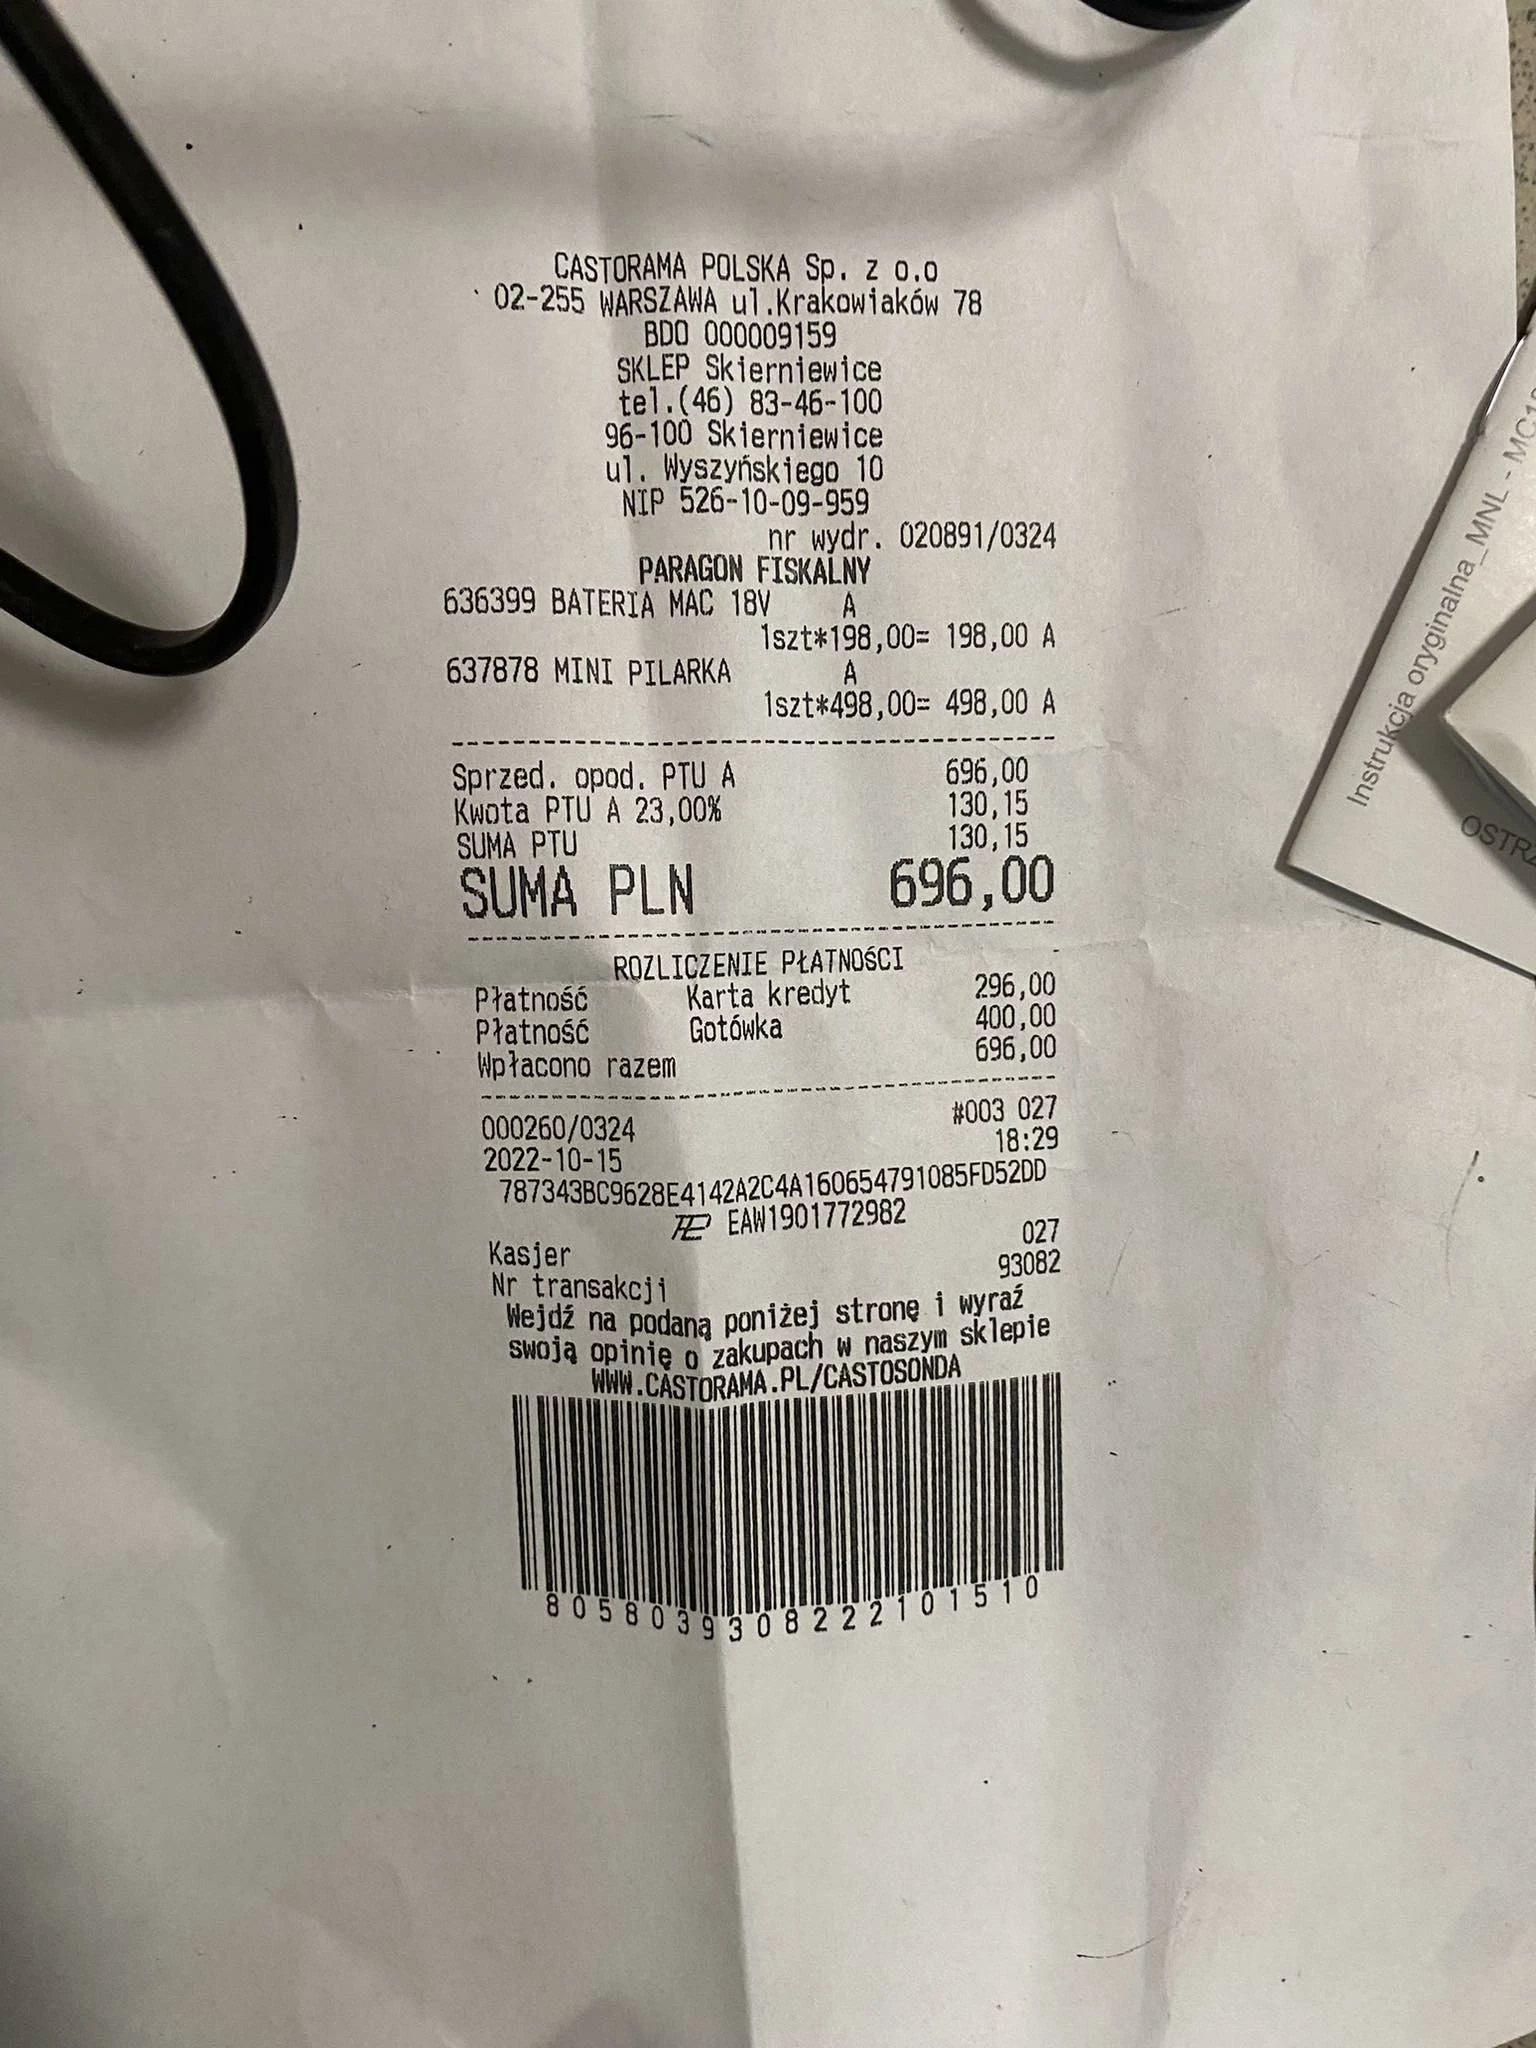 CASTORAMA POLSKA Sp. z o.o
02-255 WARSZAWA ul.Krakowiaków 78
BDO 000009159
SKLEP Skierniewice
tel.(46) 83-46-100
96-100 Skierniewice
ul. Wyszyńskiego 10
NIP 526-10-09-959
nr wydr. 020891/0324
PARAGON FISKALNY
636399 BATERIA MAC 18V A
1szt*198,00= 198,00 A
637878 MINI PILARKA A
1szt*498,00= 498,00 A
Sprzed. opod. PTU A 696,00
Kwota PTU A 23,00% 130,15
SUMA PTU 130,15
SUMA PLN 696,00
ROZLICZENIE PŁATNOŚCI
Płatność Karta kredyt 296,00
Płatność Gotówka 400,00
Wpłacono razem 696,00
000260/0324 #003 027
2022-10-15 18:29
787343BC9628E4142A2C4A160654791085FD52DD
EAW1901772982
Kasjer 027
Nr transakcji 93082
Wejdź na podaną poniżej stronę i wyraź
swoją opinię o zakupach w naszym sklepie
WWW.CASTORAMA.PL/CASTOSONDA
8058039308222101510
Instrukcja oryginalna_MNL -